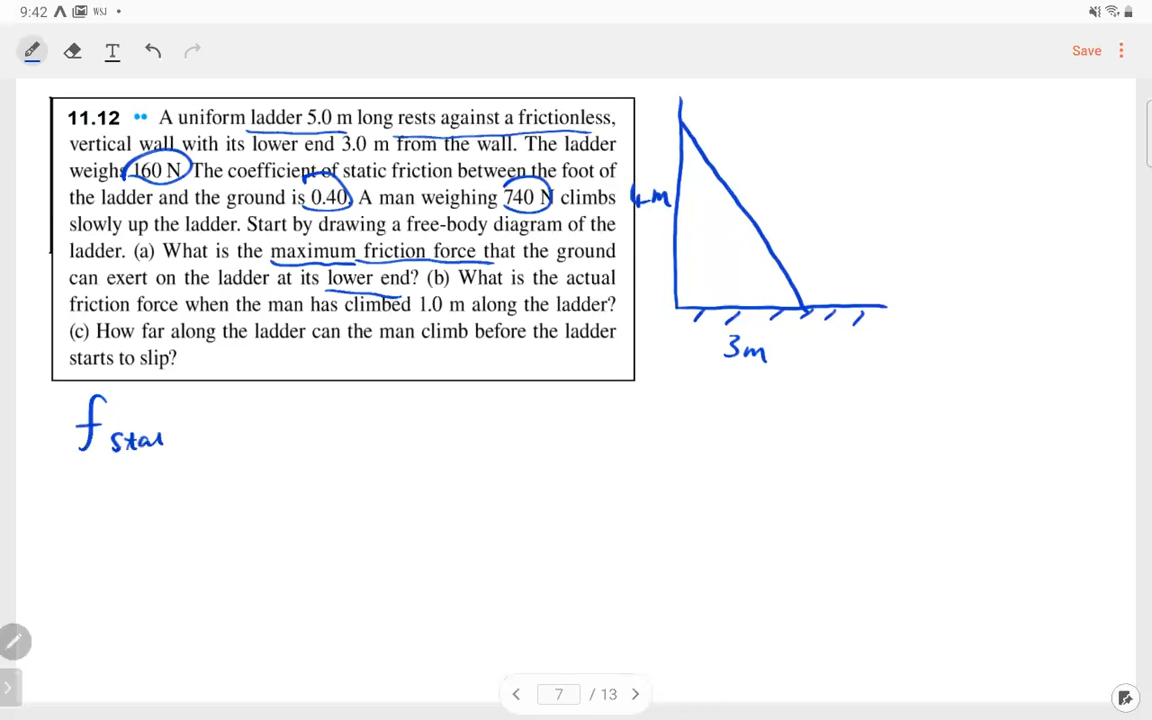 9:42 M WSJ •
Save
11.12 •• A uniform ladder 5.0 m long rests against a frictionless,
vertical wall with its lower end 3.0 m from the wall. The ladder
weighs 160 N. The coefficient of static friction between the foot of
the ladder and the ground is 0.40. A man weighing 740 N climbs
slowly up the ladder. Start by drawing a free-body diagram of the
ladder. (a) What is the maximum friction force that the ground
can exert on the ladder at its lower end? (b) What is the actual
friction force when the man has climbed 1.0 m along the ladder?
(c) How far along the ladder can the man climb before the ladder
starts to slip?
4m
3m
f stat
T
< 7 / 13 >